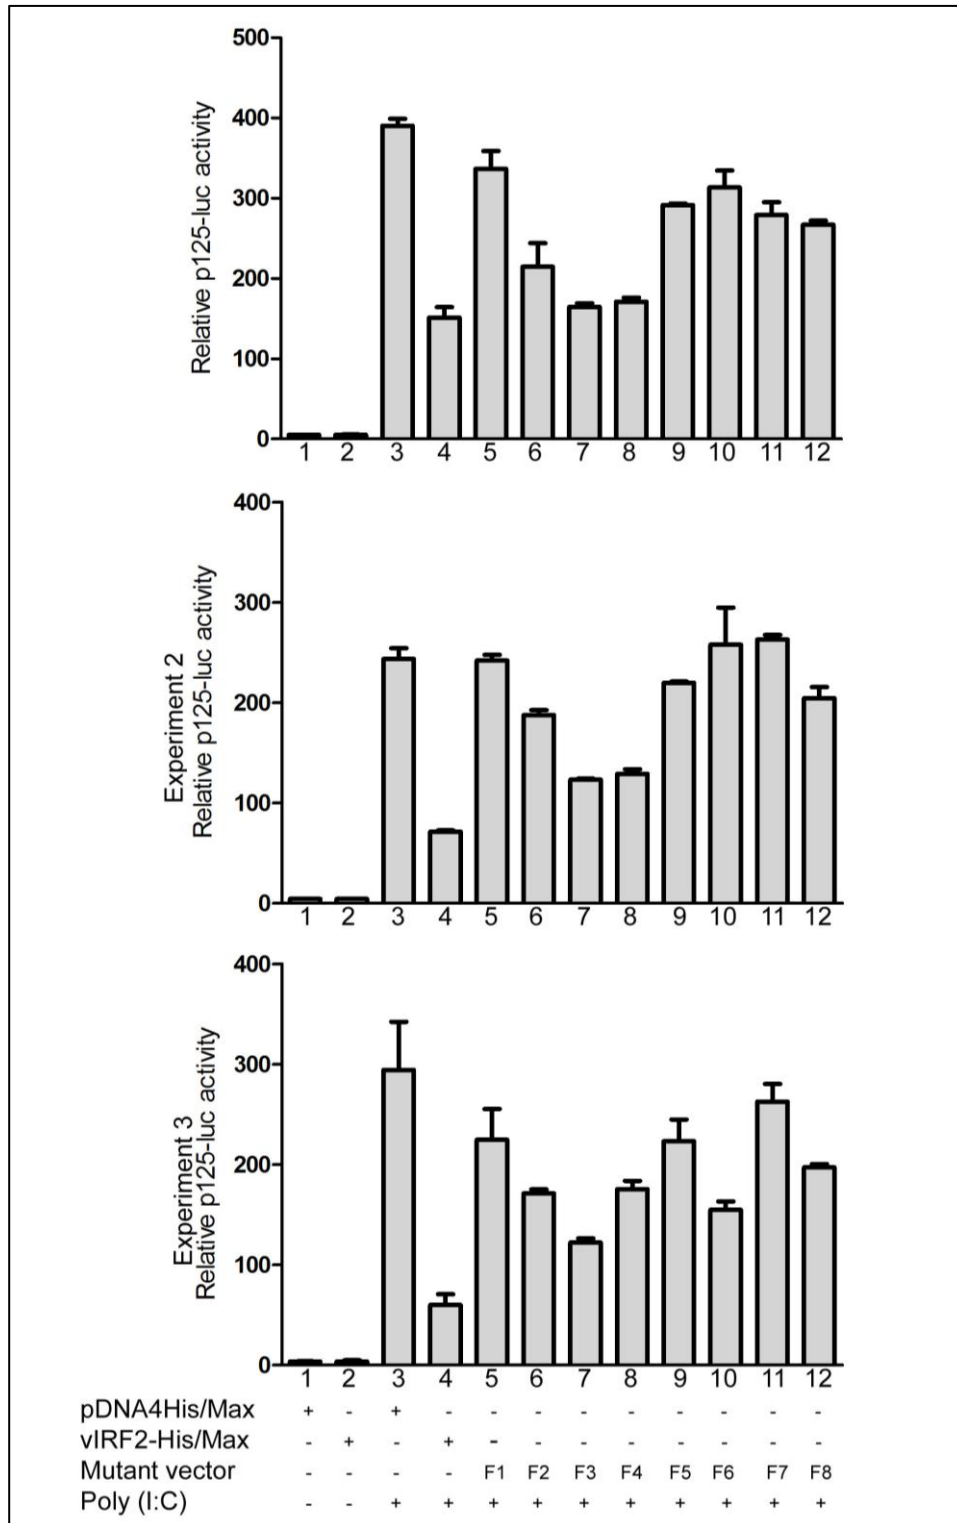 500
400
300
200
100
0
Relative p125-luc activity
1 2 3 4 5 6 7 8 9 10 11 12
400
300
200
100
0
Experiment 2
Relative p125-luc activity
1 2 3 4 5 6 7 8 9 10 11 12
400
300
200
100
0
Experiment 3
Relative p125-luc activity
1 2 3 4 5 6 7 8 9 10 11 12
pDNA4His/Max + - + - - - - - - - - -
vIRF2-His/Max - + - + - - - - - - - -
Mutant vector - - - - F1 F2 F3 F4 F5 F6 F7 F8
Poly (I:C) - - + + + + + + + + + +